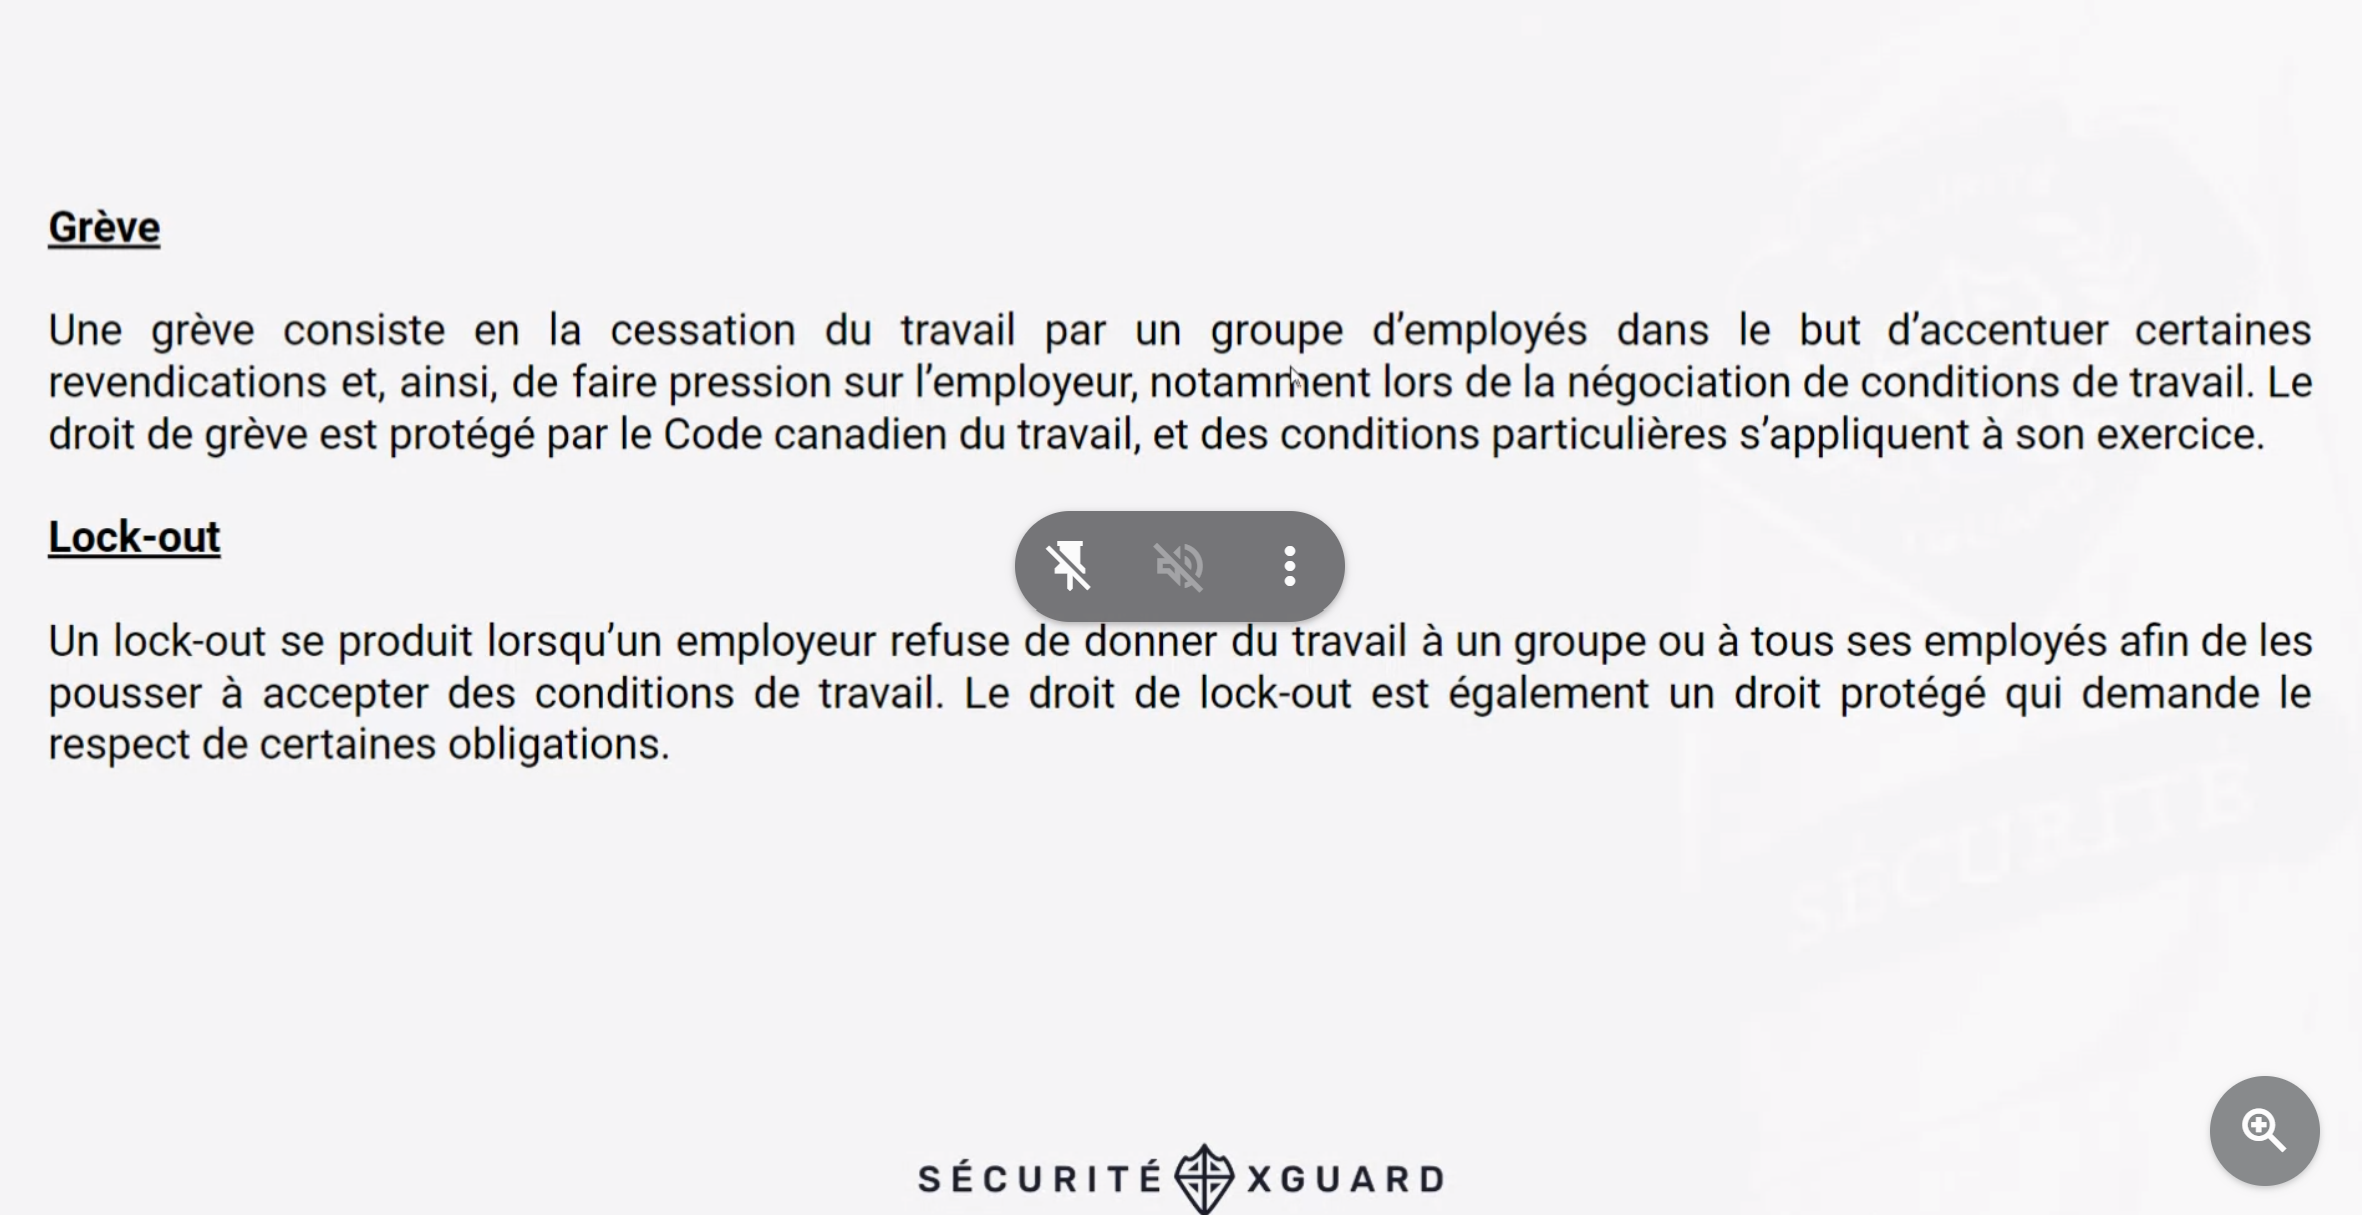 Grève
Une grève consiste en la cessation du travail par un groupe d’employés dans le but d’accentuer certaines
revendications et, ainsi, de faire pression sur l’employeur, notamment lors de la négociation de conditions de travail. Le
droit de grève est protégé par le Code canadien du travail, et des conditions particulières s’appliquent à son exercice.
Lock-out
Un lock-out se produit lorsqu’un employeur refuse de donner du travail à un groupe ou à tous ses employés afin de les
pousser à accepter des conditions de travail. Le droit de lock-out est également un droit protégé qui demande le
respect de certaines obligations.
SÉCURITÉ
SÉCURITÉ XGUARD